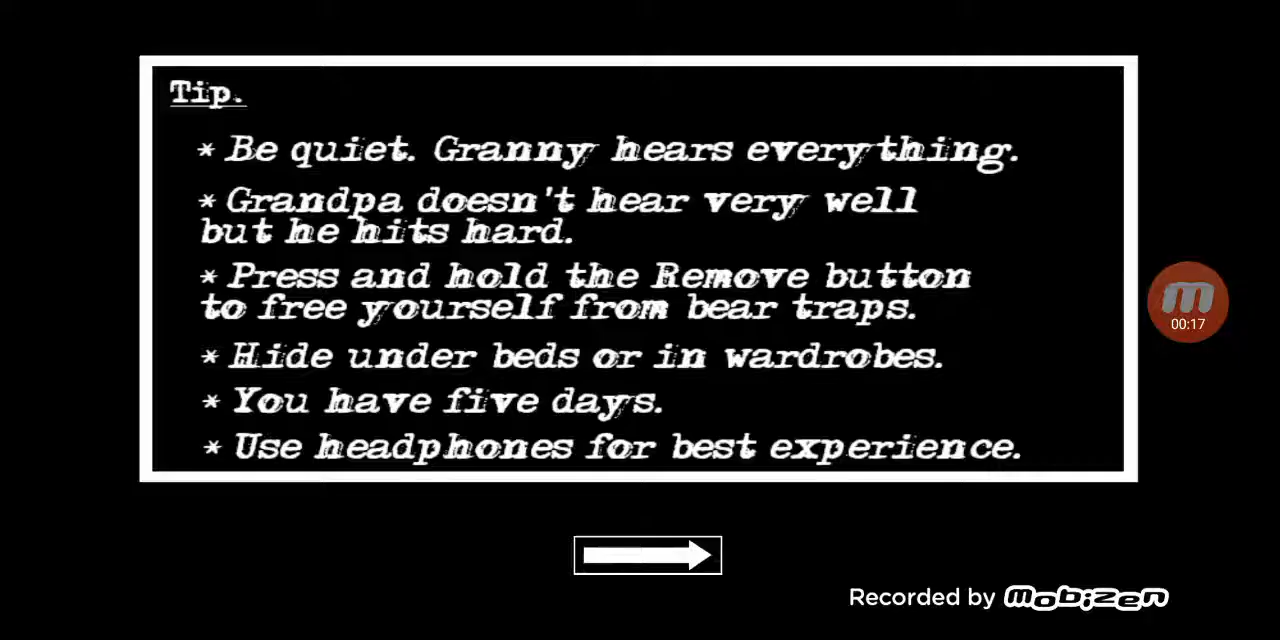 Tip.
* Be quiet. Granny hears everything.
* Grandpa doesn't hear very well
but he hits hard.
* Press and hold the Remove button
to free yourself from bear traps.
* Hide under beds or in wardrobes.
* You have five days.
* Use headphones for best experience.
m
00:17
Recorded by mobizen